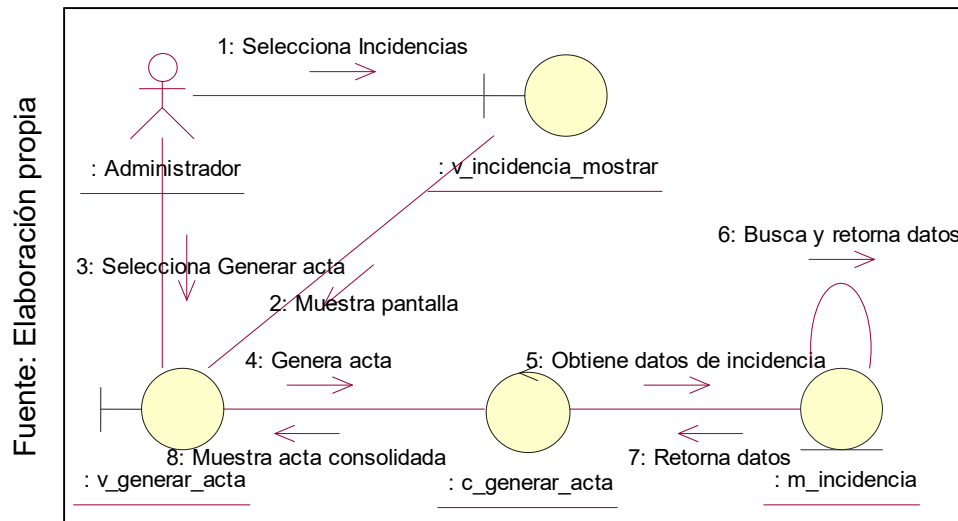 Fuente: Elaboración propia
1: Selecciona Incidencias
: Administrador
: v_incidencia_mostrar
6: Busca y retorna datos
3: Selecciona Generar acta
2: Muestra pantalla
4: Genera acta
5: Obtiene datos de incidencia
8: Muestra acta consolidada
7: Retorna datos
: v_generar_acta
: c_generar_acta
: m_incidencia